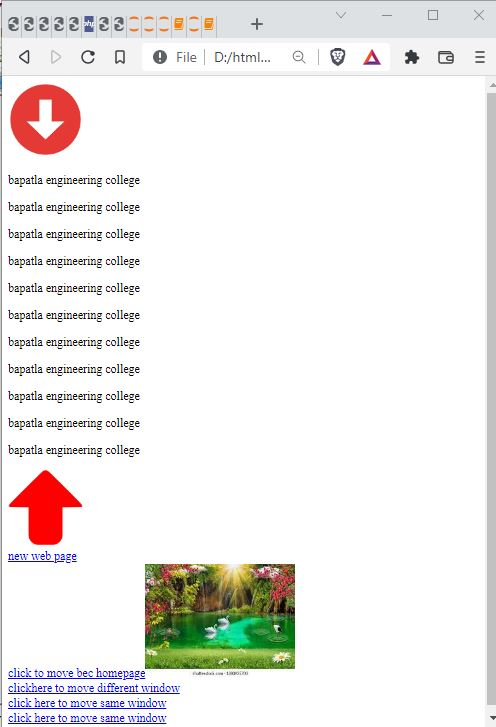 php
File | D:/html...
bapatla engineering college
bapatla engineering college
bapatla engineering college
bapatla engineering college
bapatla engineering college
bapatla engineering college
bapatla engineering college
bapatla engineering college
bapatla engineering college
bapatla engineering college
bapatla engineering college
new web page
click to move bec homepage
clickhere to move different window
click here to move same window
click here to move same window